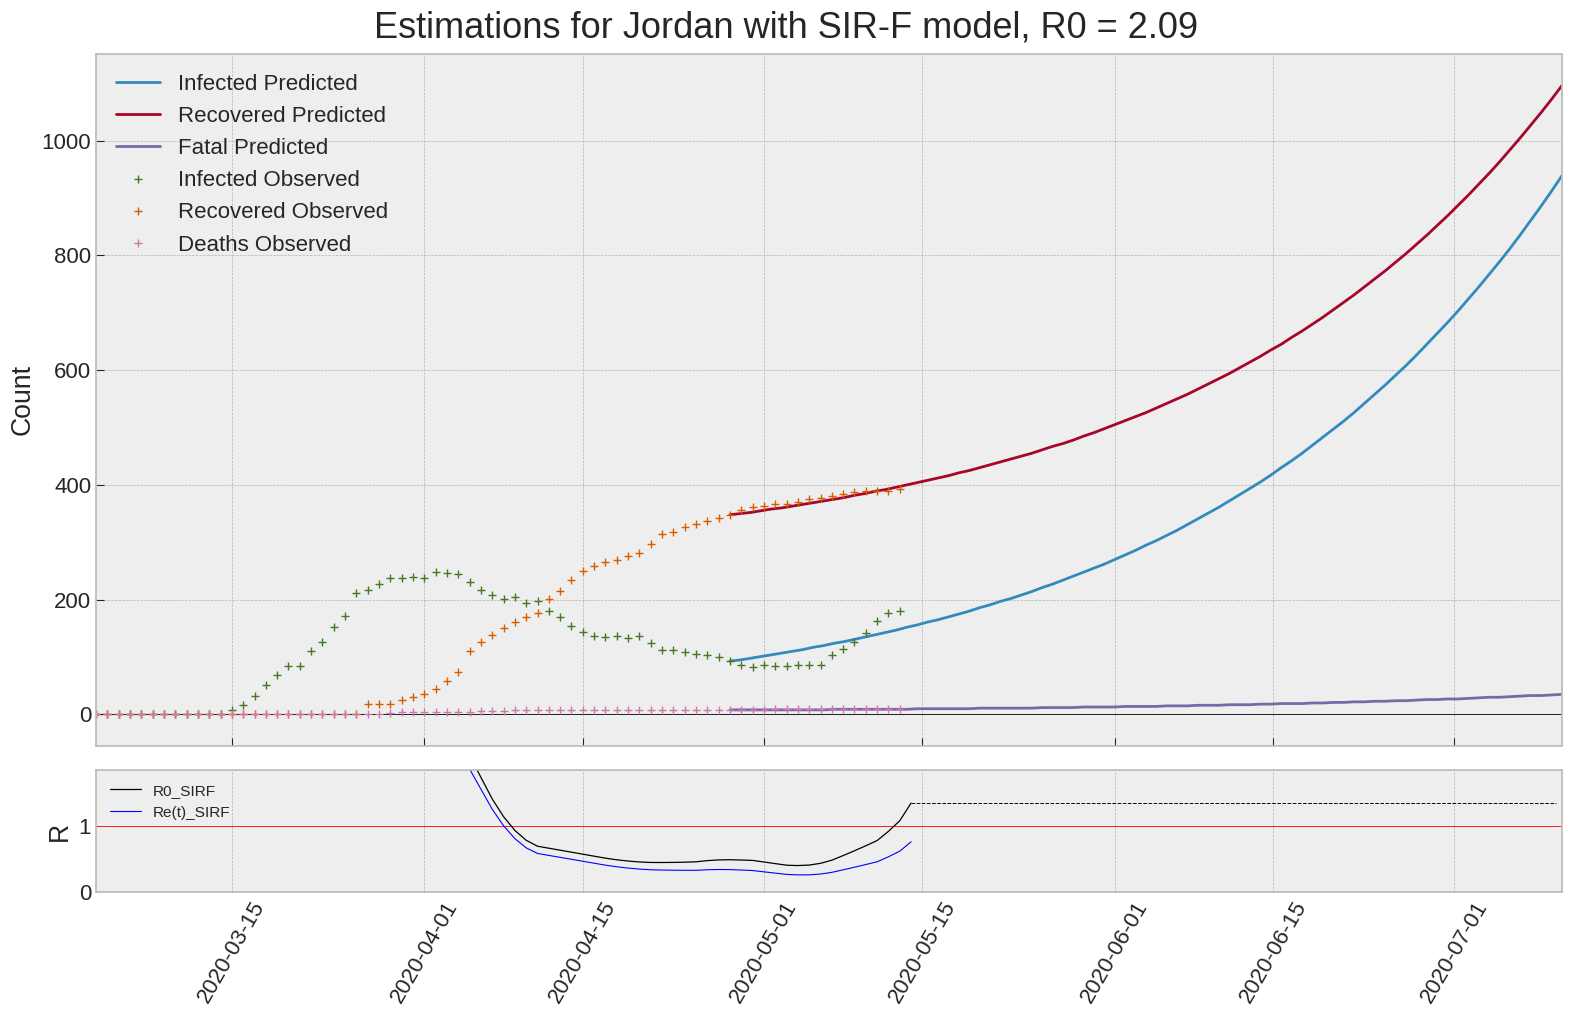 Estimations for Jordan with SIR-F model, R0 = 2.09
Infected Predicted
Recovered Predicted
Fatal Predicted
Infected Observed
Recovered Observed
Deaths Observed
Count
1000
800
600
400
200
0
R0_SIRF
Re(t)_SIRF
R
1
0
2020-03-15
2020-04-01
2020-04-15
2020-05-01
2020-05-15
2020-06-01
2020-06-15
2020-07-01